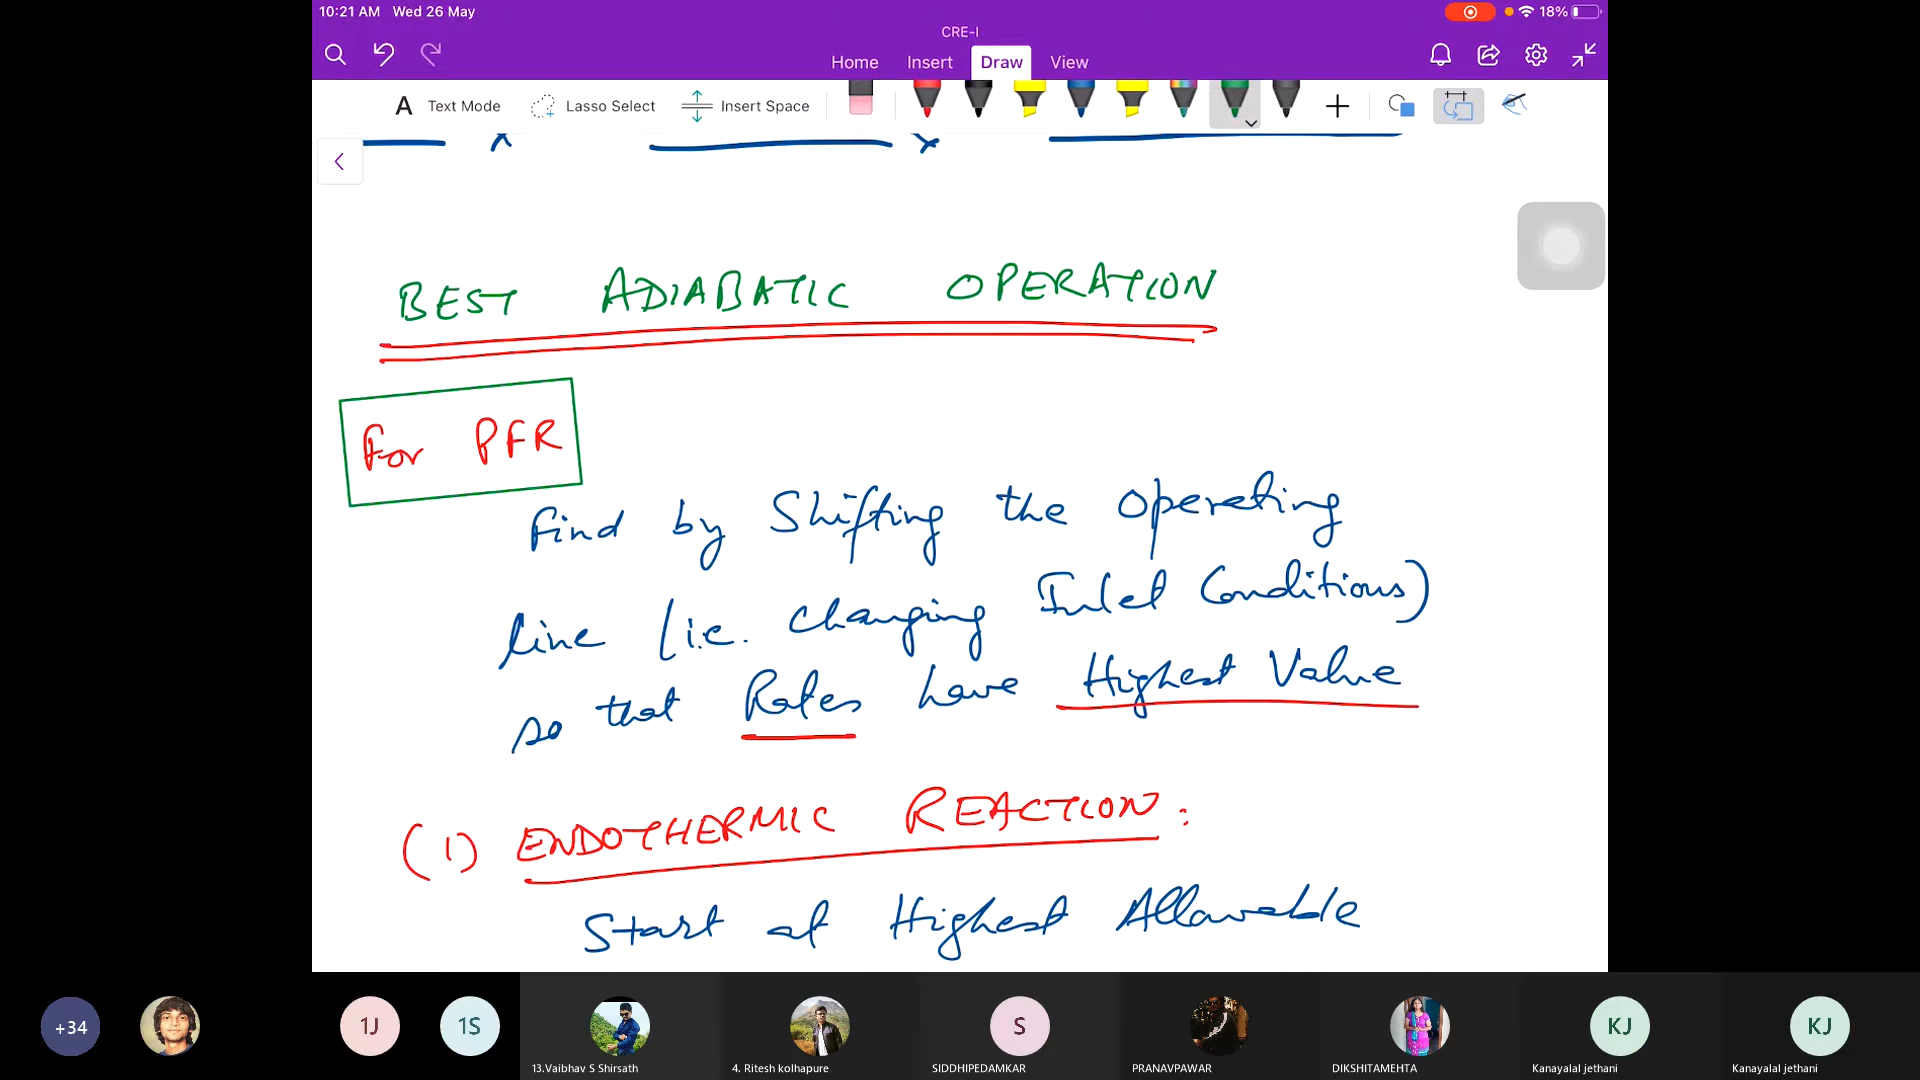 10:21 AM Wed 26 May
18%
CRE-I
Home Insert Draw View
A Text Mode Lasso Select Insert Space
BEST ADIABATIC OPERATION
For PFR
Find by Shifting the operating
line (i.e. changing Inlet Conditions)
so that Rates have Highest Value
(1) ENDOTHERMIC REACTION:
Start at Highest Allowable
+34
1J
1S
S
KJ
KJ
13.Vaibhav S Shirsath
4. Ritesh kolhapure
SIDDHIPEDAMKAR
PRANAVPAWAR
DIKSHITAMEHTA
Kanayalal jethani
Kanayalal jethani